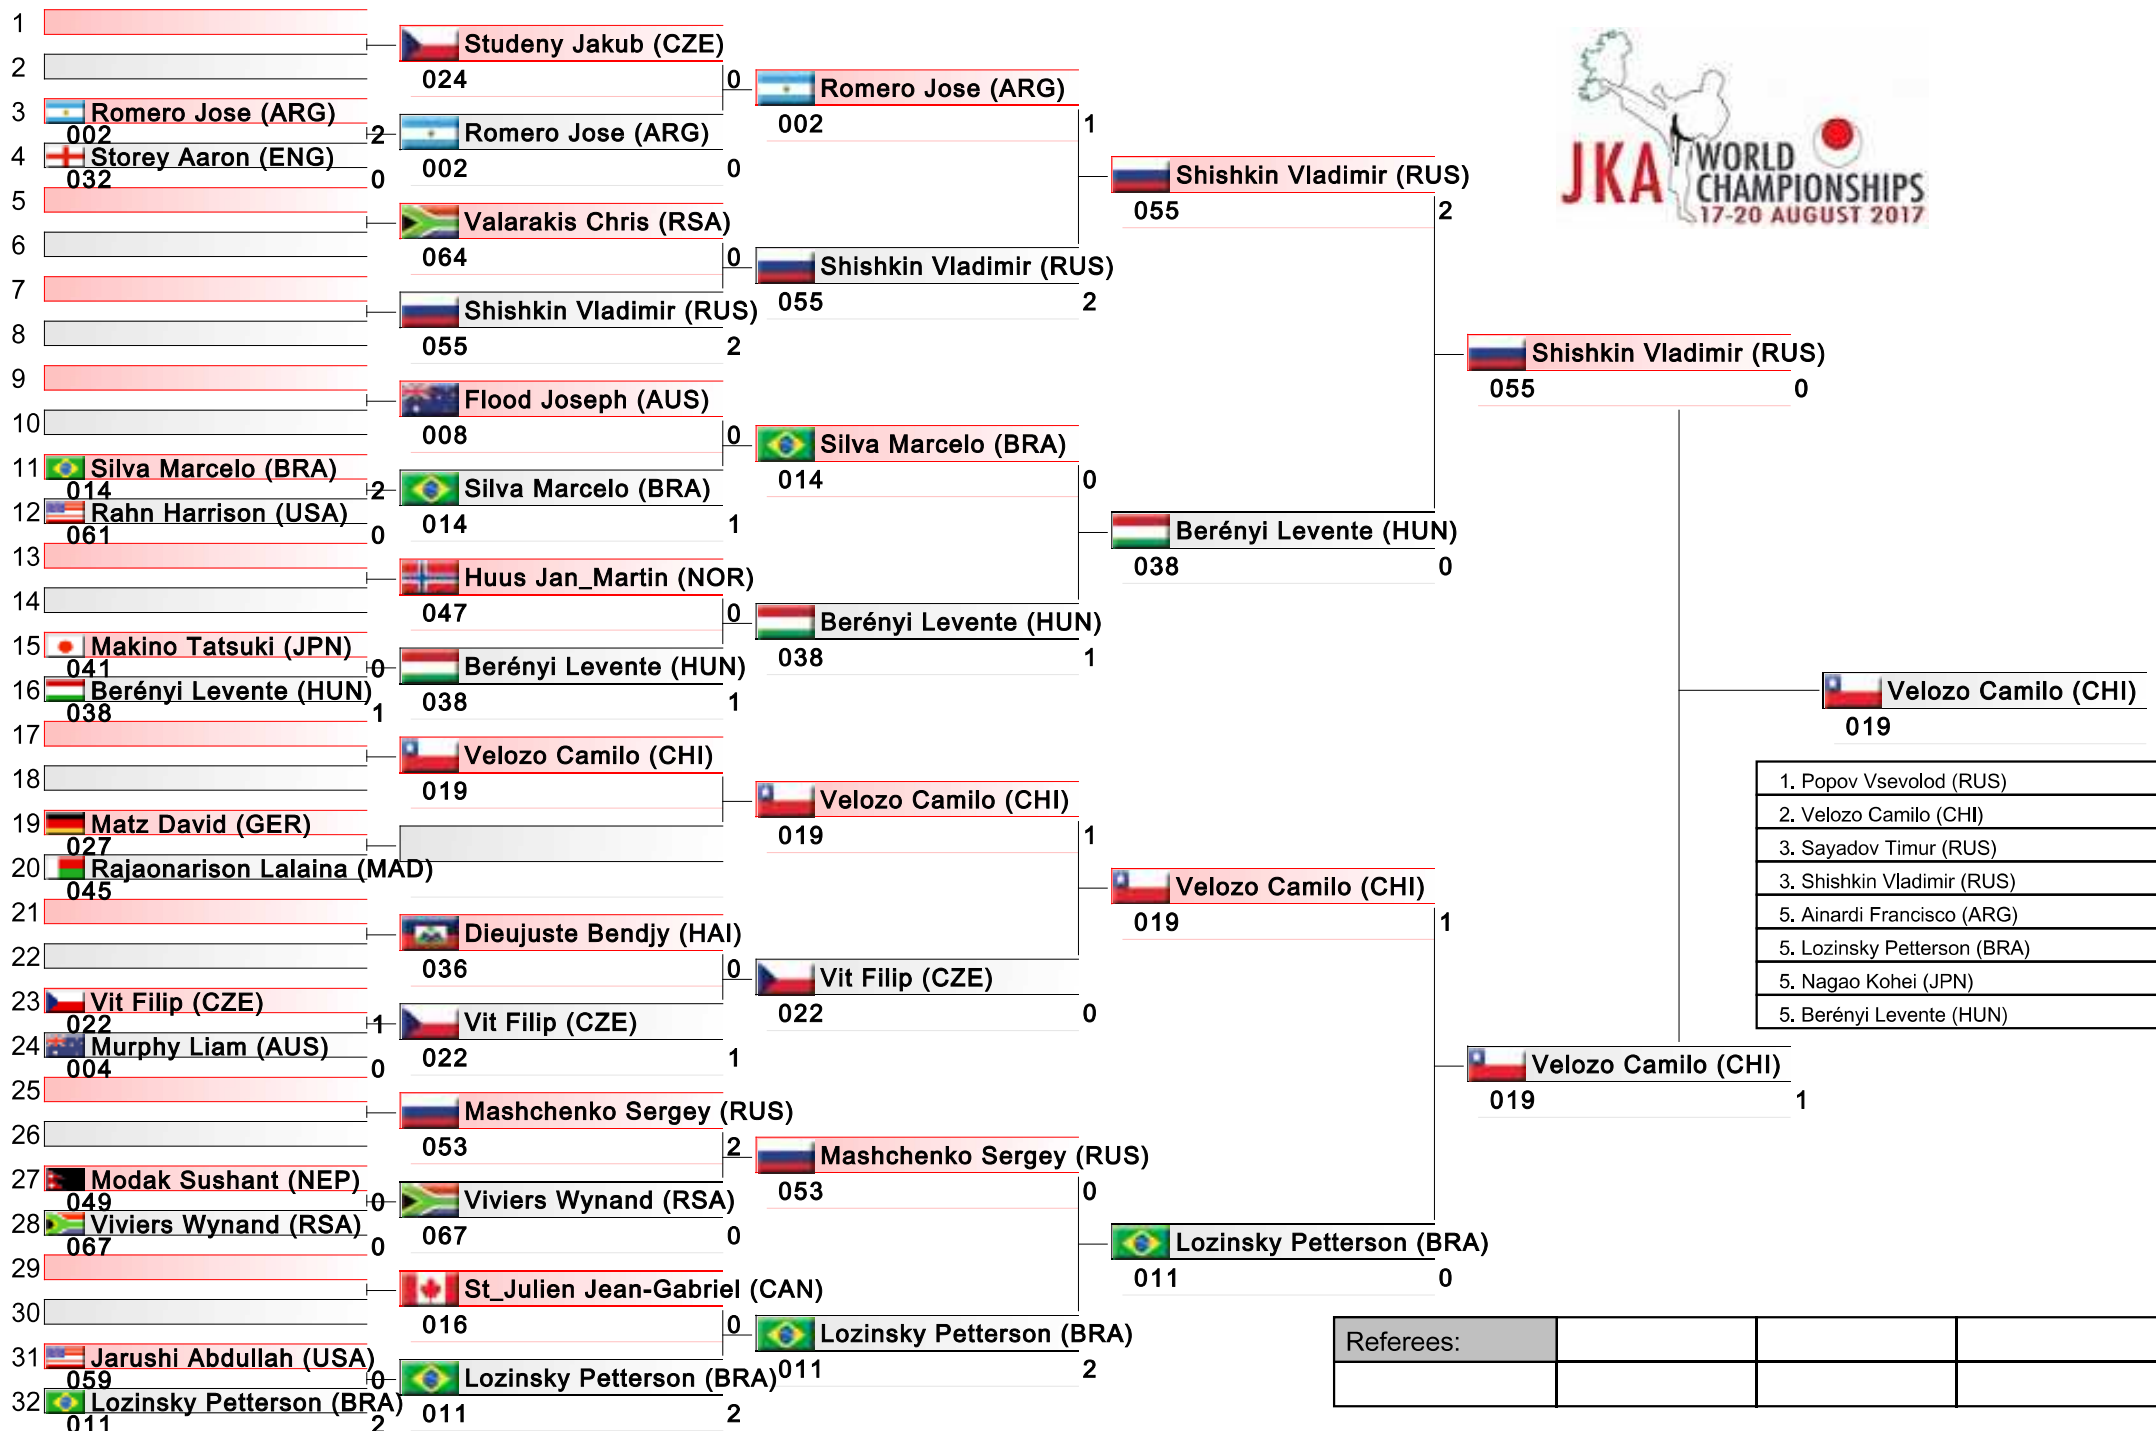 1
2
3 Romero Jose (ARG)
002 2
4 Storey Aaron (ENG)
032 0
5
6
7
8
9
10
11 Silva Marcelo (BRA)
014 2
12 Rahn Harrison (USA)
061 0
13
14
15 Makino Tatsuki (JPN)
041 0
16 Berényi Levente (HUN)
038 1
17
18
19 Matz David (GER)
027
20 Rajaonarison Lalaina (MAD)
045
21
22
23 Vit Filip (CZE)
022 1
24 Murphy Liam (AUS)
004 0
25
26
27 Modak Sushant (NEP)
049 0
28 Viviers Wynand (RSA)
067 0
29
30
31 Jarushi Abdullah (USA)
059 0
32 Lozinsky Petterson (BRA)
011 2
Studeny Jakub (CZE)
024 0
Romero Jose (ARG)
002 0
Valarakis Chris (RSA)
064 0
Shishkin Vladimir (RUS)
055 2
Flood Joseph (AUS)
008 0
Silva Marcelo (BRA)
014 1
Huus Jan_Martin (NOR)
047 0
Berényi Levente (HUN)
038 1
Velozo Camilo (CHI)
019
Dieujuste Bendjy (HAI)
036 0
Vit Filip (CZE)
022 1
Mashchenko Sergey (RUS)
053 2
Viviers Wynand (RSA)
067 0
St_Julien Jean-Gabriel (CAN)
016 0
Lozinsky Petterson (BRA)
011 2
Romero Jose (ARG)
002 1
Shishkin Vladimir (RUS)
055 2
Silva Marcelo (BRA)
014 0
Berényi Levente (HUN)
038 1
Velozo Camilo (CHI)
019 1
Vit Filip (CZE)
022 0
Mashchenko Sergey (RUS)
053 0
Lozinsky Petterson (BRA)
011 2
Shishkin Vladimir (RUS)
055 2
Berényi Levente (HUN)
038 0
Velozo Camilo (CHI)
019 1
Lozinsky Petterson (BRA)
011 0
Shishkin Vladimir (RUS)
055 0
Velozo Camilo (CHI)
019 1
Velozo Camilo (CHI)
019
JKA WORLD
CHAMPIONSHIPS
17-20 AUGUST 2017
1. Popov Vsevolod (RUS)
2. Velozo Camilo (CHI)
3. Sayadov Timur (RUS)
3. Shishkin Vladimir (RUS)
5. Ainardi Francisco (ARG)
5. Lozinsky Petterson (BRA)
5. Nagao Kohei (JPN)
5. Berényi Levente (HUN)
Referees: